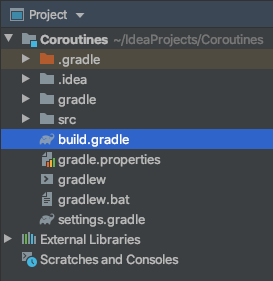 Project
Coroutines ~/IdeaProjects/Coroutines
.gradle
.idea
gradle
src
build.gradle
gradle.properties
gradlew
gradlew.bat
settings.gradle
External Libraries
Scratches and Consoles